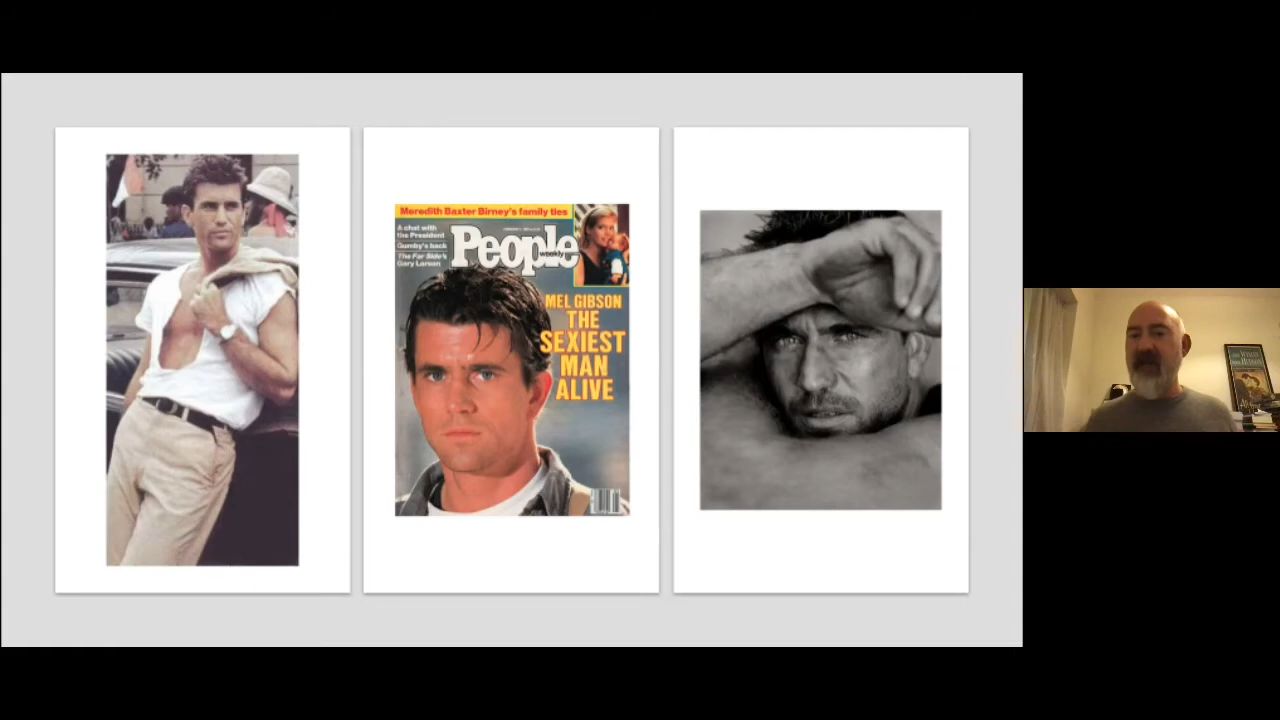 Meredith Baxter Birney's family ties
A chat with
the President
Gumby's back
The Far Side's
Gary Larson
People
weekly
MEL GIBSON
THE
SEXIEST
MAN
ALIVE